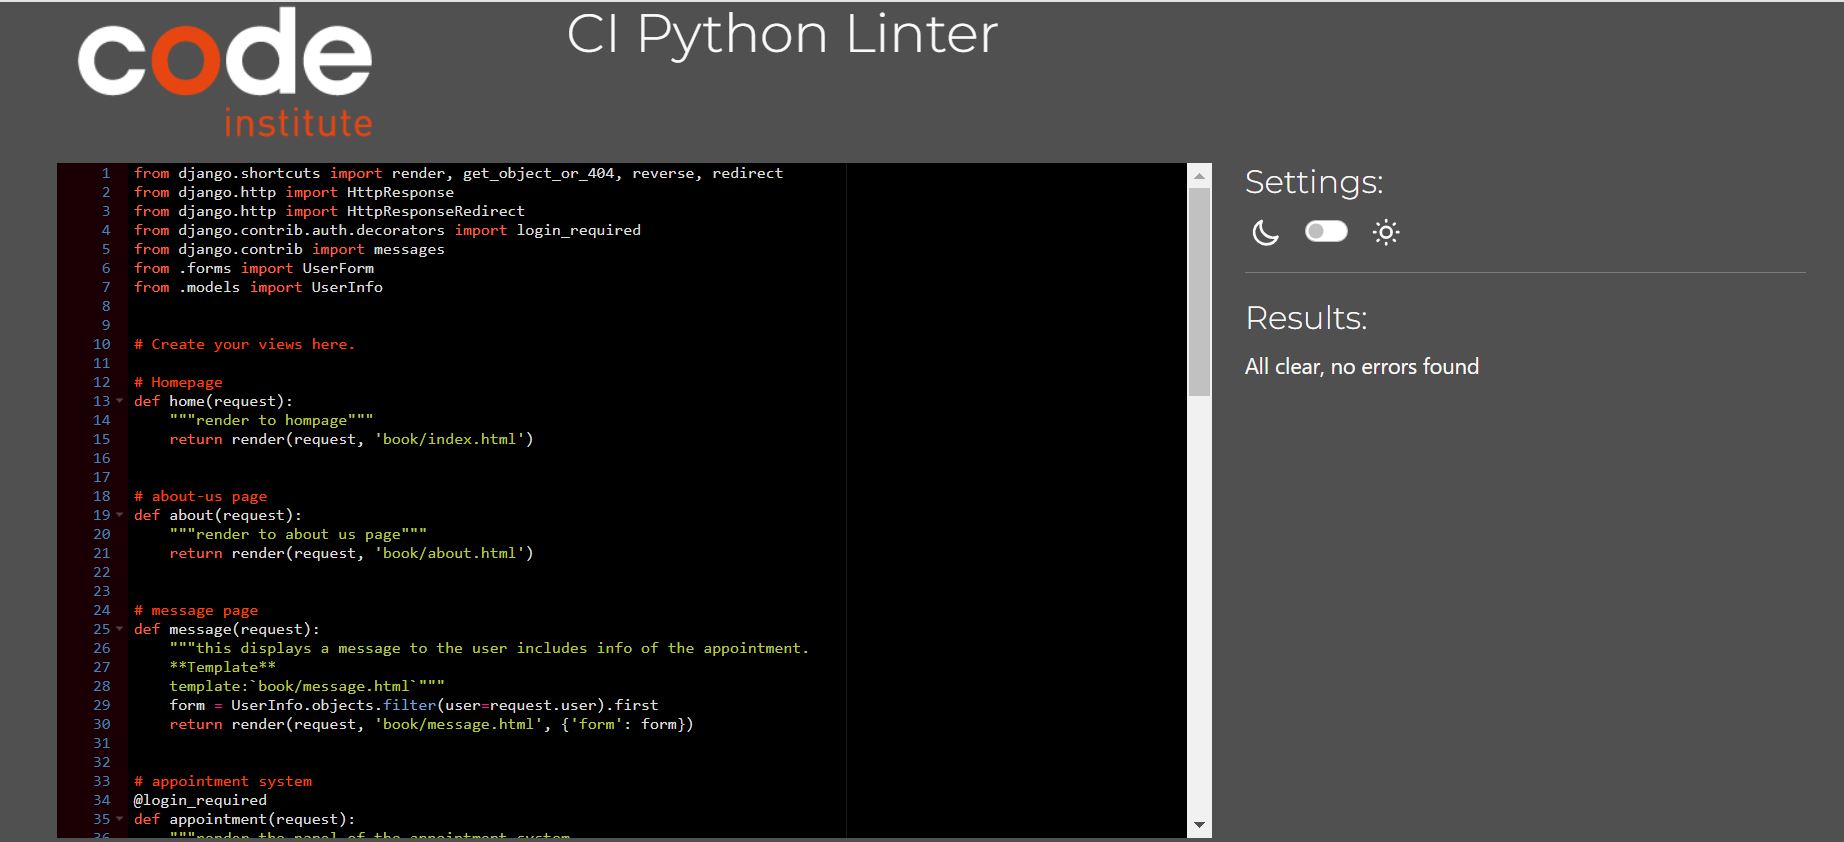 code
institute
CI Python Linter
1 from django.shortcuts import render, get_object_or_404, reverse, redirect
2 from django.http import HttpResponse
3 from django.http import HttpResponseRedirect
4 from django.contrib.auth.decorators import login_required
5 from django.contrib import messages
6 from .forms import UserForm
7 from .models import UserInfo
8
9
10 # Create your views here.
11
12 # Homepage
13 def home(request):
14 """render to hompage"""
15 return render(request, 'book/index.html')
16
17
18 # about-us page
19 def about(request):
20 """render to about us page"""
21 return render(request, 'book/about.html')
22
23
24 # message page
25 def message(request):
26 """this displays a message to the user includes info of the appointment.
27 **Template**
28 template:`book/message.html`"""
29 form = UserInfo.objects.filter(user=request.user).first
30 return render(request, 'book/message.html', {'form': form})
31
32
33 # appointment system
34 @login_required
35 def appointment(request):
36 """render the panel of the appointment system
Settings:
Results:
All clear, no errors found